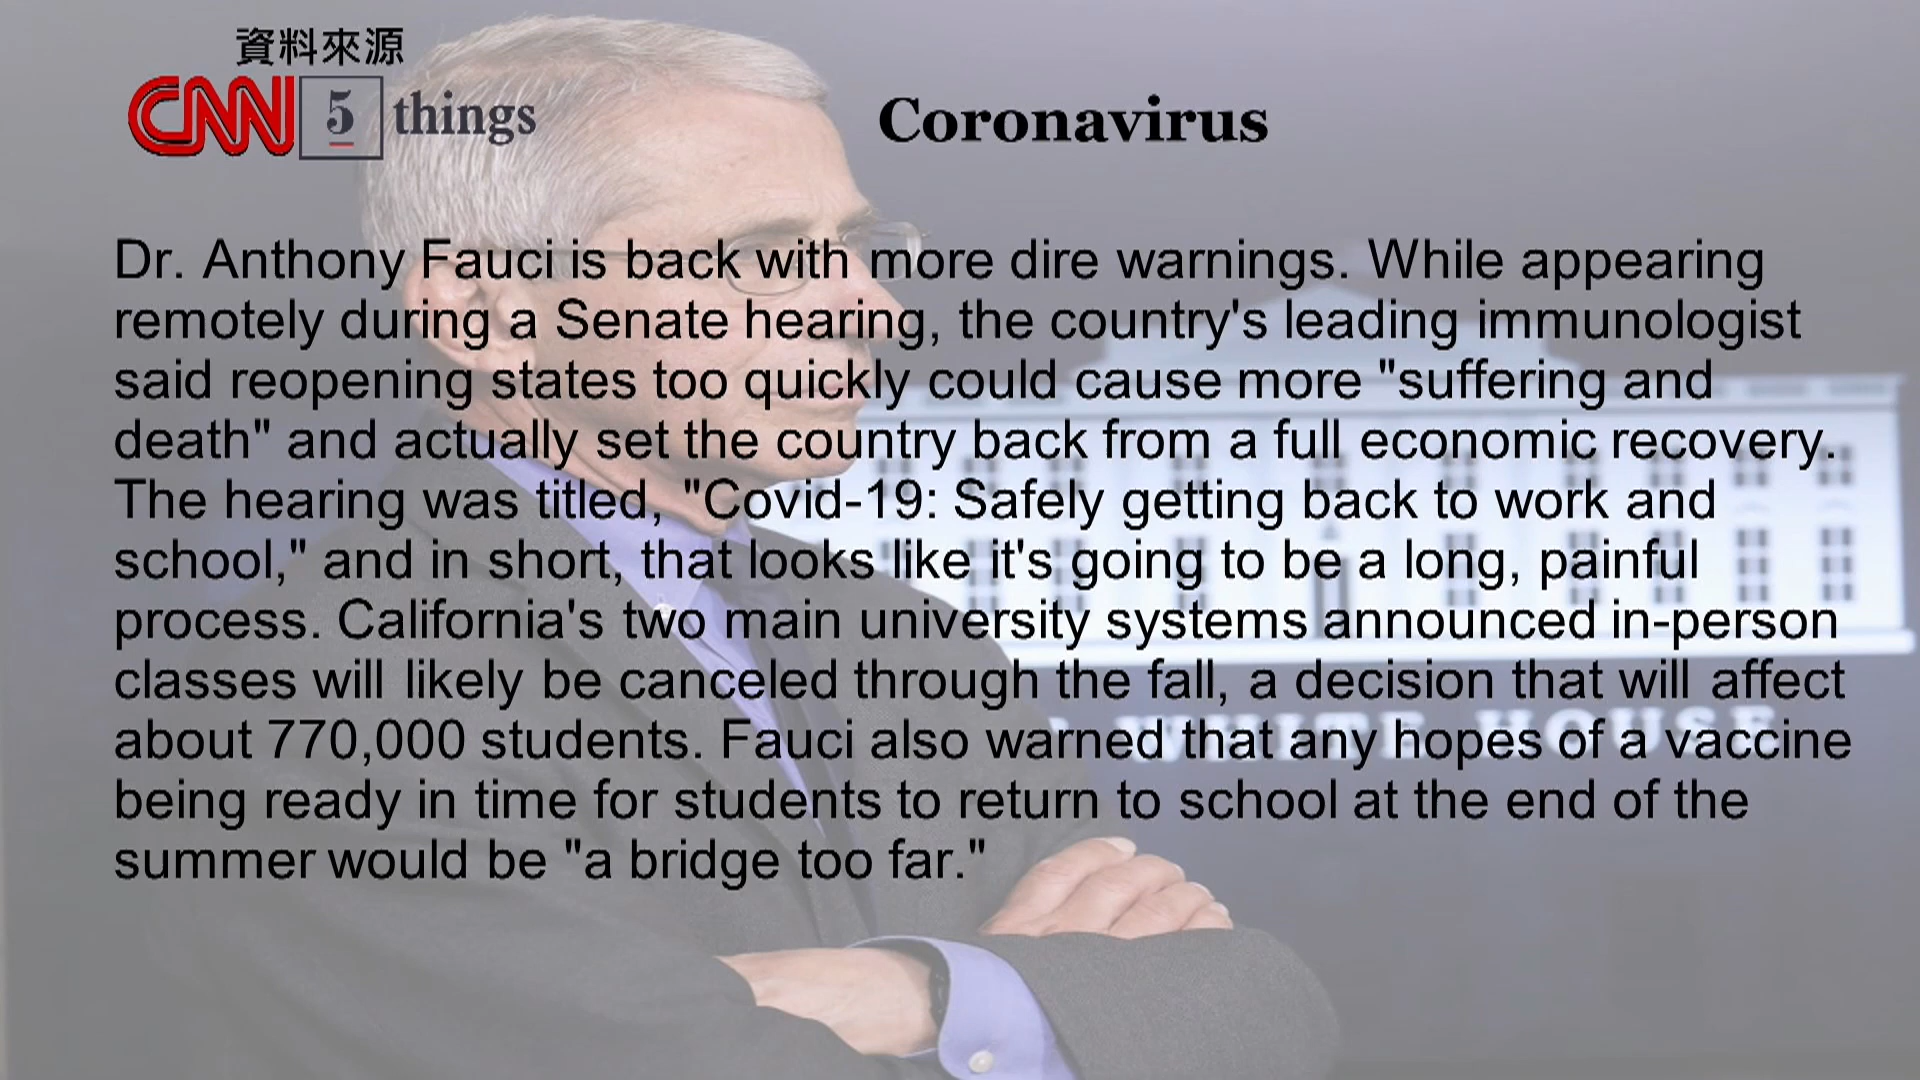 資料來源
CNN 5 things
Coronavirus
Dr. Anthony Fauci is back with more dire warnings. While appearing
remotely during a Senate hearing, the country's leading immunologist
said reopening states too quickly could cause more "suffering and
death" and actually set the country back from a full economic recovery.
The hearing was titled, "Covid-19: Safely getting back to work and
school," and in short, that looks like it's going to be a long, painful
process. California's two main university systems announced in-person
classes will likely be canceled through the fall, a decision that will affect
about 770,000 students. Fauci also warned that any hopes of a vaccine
being ready in time for students to return to school at the end of the
summer would be "a bridge too far."
WHITE HOUSE